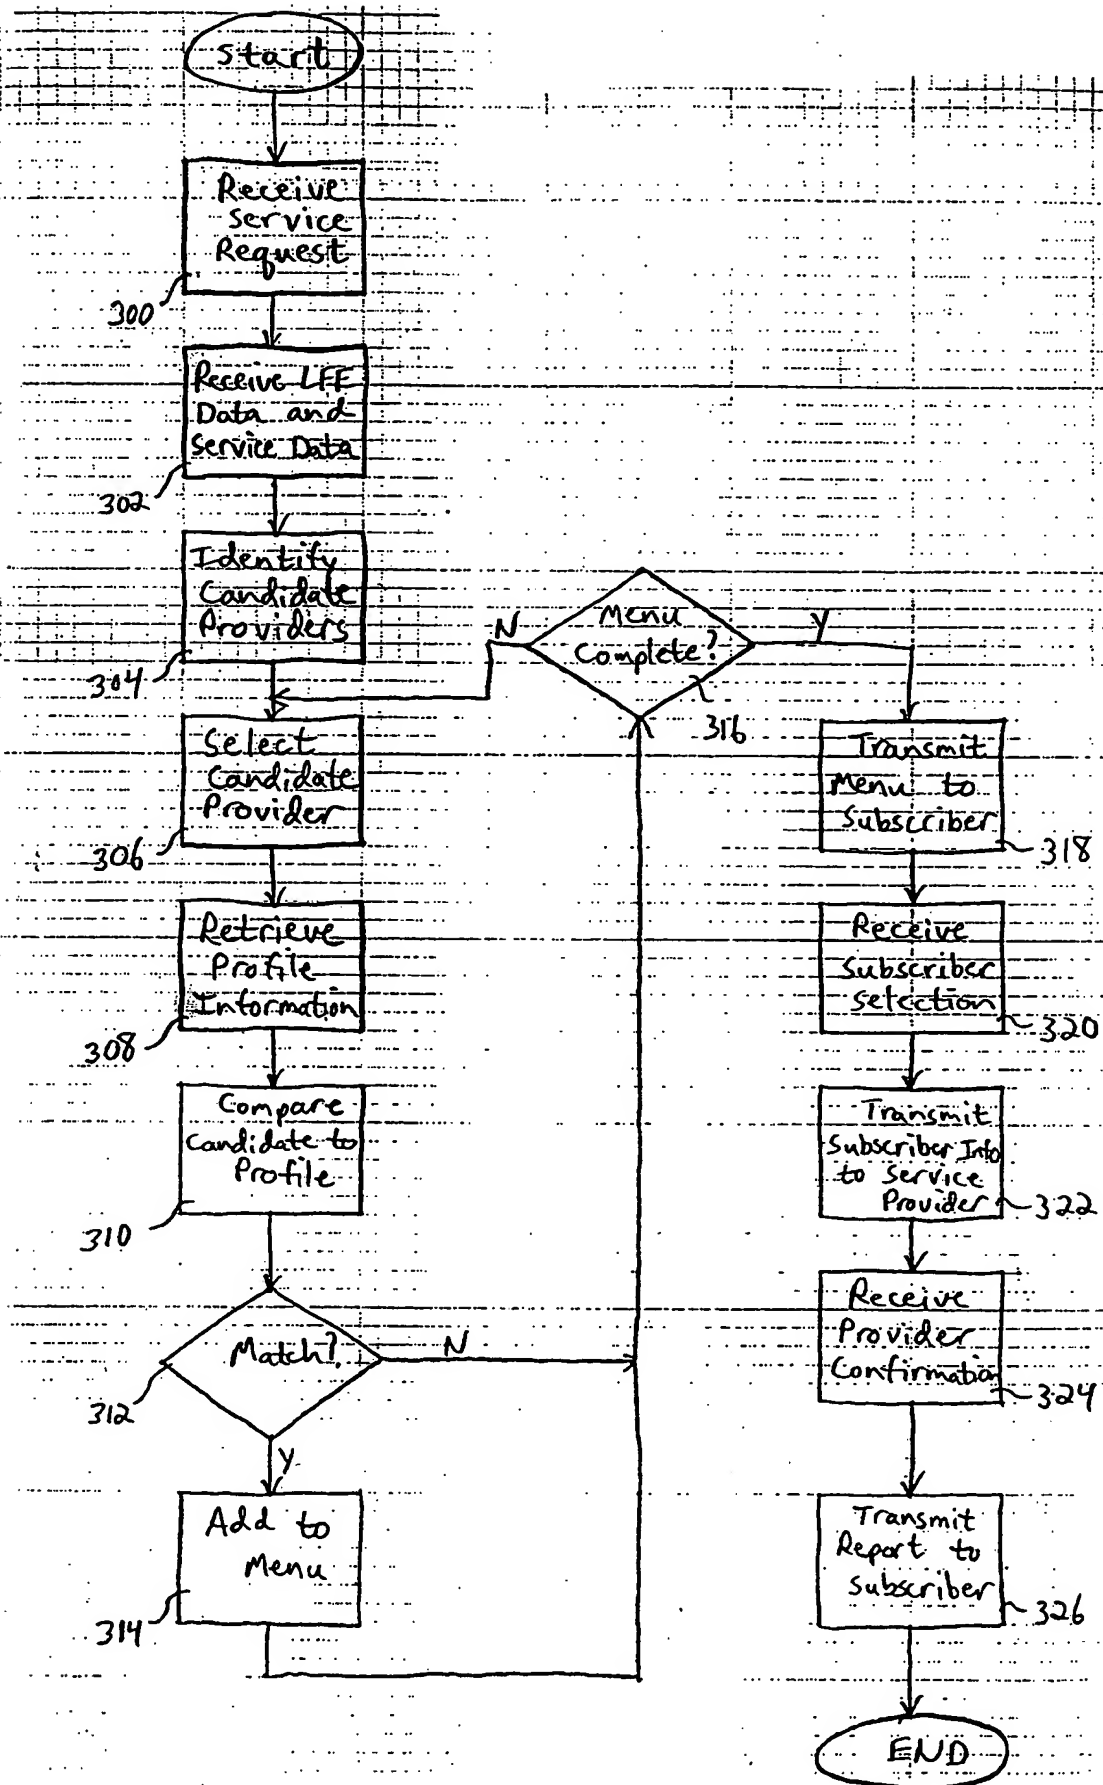 Start
Receive
Service
Request
300
Receive LFE
Data and
Service Data
302
Identify
Candidate
Providers
304
Select
Candidate
Provider
306
Retrieve
Profile
Information
308
Compare
Candidate to
Profile
310
Match?
N
312
Y
Add to
Menu
314
Menu
Complete?
N
Y
316
Transmit
Menu to
Subscriber
318
Receive
Subscriber
Selection
320
Transmit
Subscriber Info
to Service
Provider
322
Receive
Provider
Confirmation
324
Transmit
Report to
Subscriber
326
END